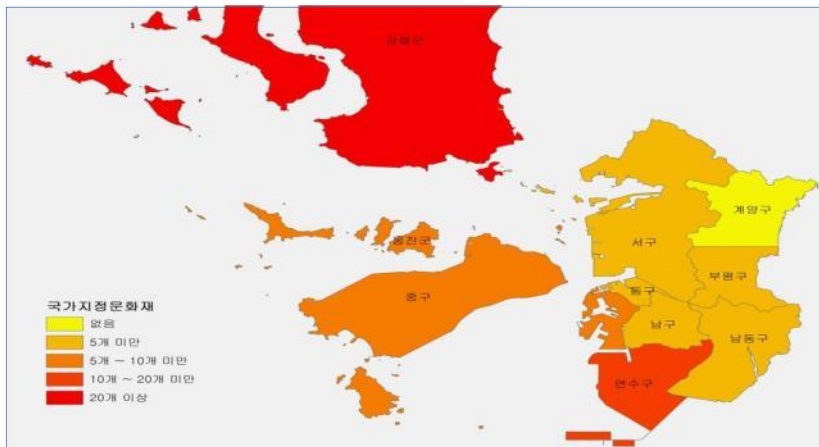 강화군
계양구
서구
옹진군
부평구
중구
동구
남구
남동구
연수구
국가지정문화재
없음
5개 미만
5개 ~ 10개 미만
10개 ~ 20개 미만
20개 이상